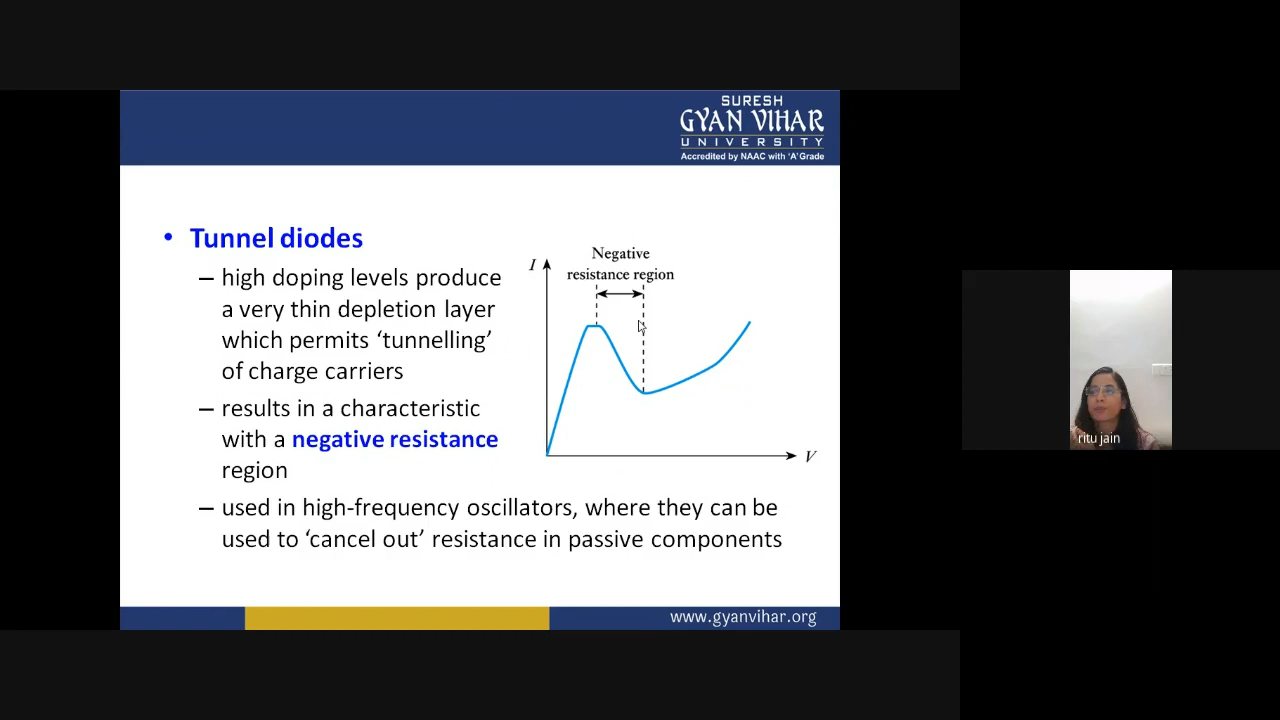 SURESH
GYAN VIHAR
UNIVERSITY
Accredited by NAAC with 'A' Grade
• Tunnel diodes
– high doping levels produce
a very thin depletion layer
which permits ‘tunnelling’
of charge carriers
– results in a characteristic
with a negative resistance
region
– used in high-frequency oscillators, where they can be
used to ‘cancel out’ resistance in passive components
I
Negative
resistance region
V
www.gyanvihar.org
ritu jain